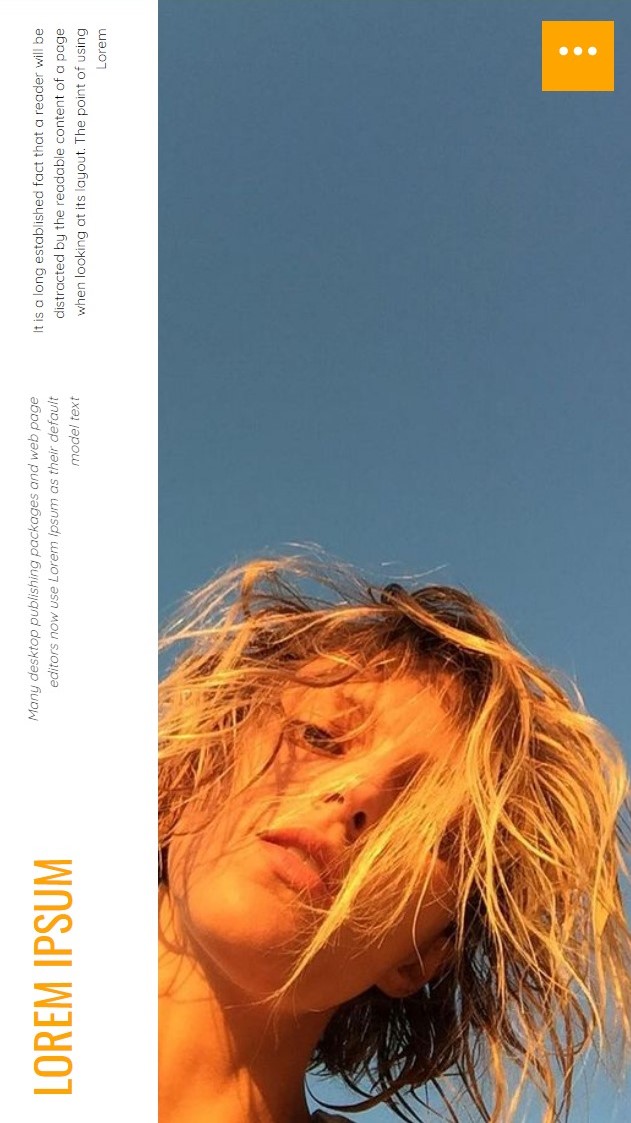 LOREM IPSUM
Many desktop publishing packages and web page
editors now use Lorem Ipsum as their default
model text
It is a long established fact that a reader will be
distracted by the readable content of a page
when looking at its layout. The point of using
Lorem